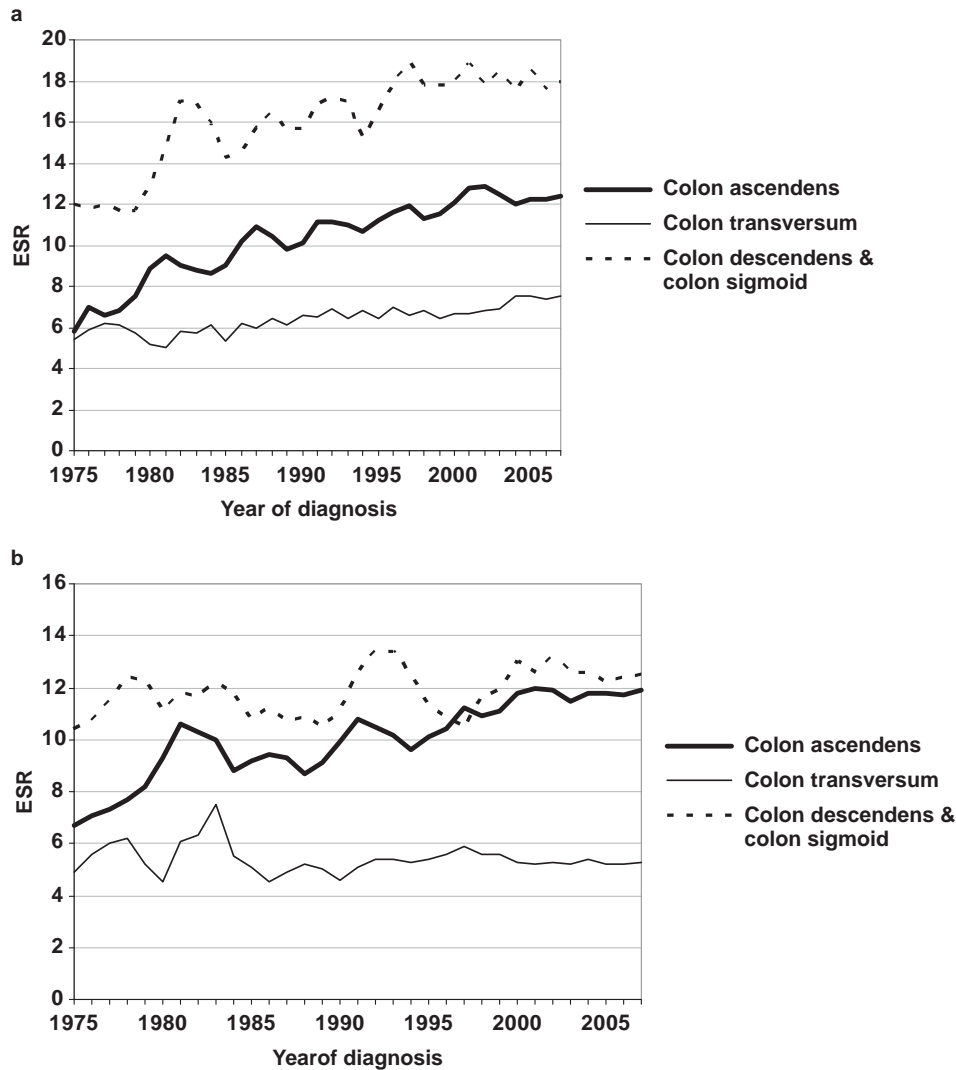 a
20
18
16
14
12
10
8
6
4
2
0
ESR
1975 1980 1985 1990 1995 2000 2005
Year of diagnosis
Colon ascendens
Colon transversum
Colon descendens &
colon sigmoid
b
16
14
12
10
8
6
4
2
0
ESR
1975 1980 1985 1990 1995 2000 2005
Yearof diagnosis
Colon ascendens
Colon transversum
Colon descendens &
colon sigmoid